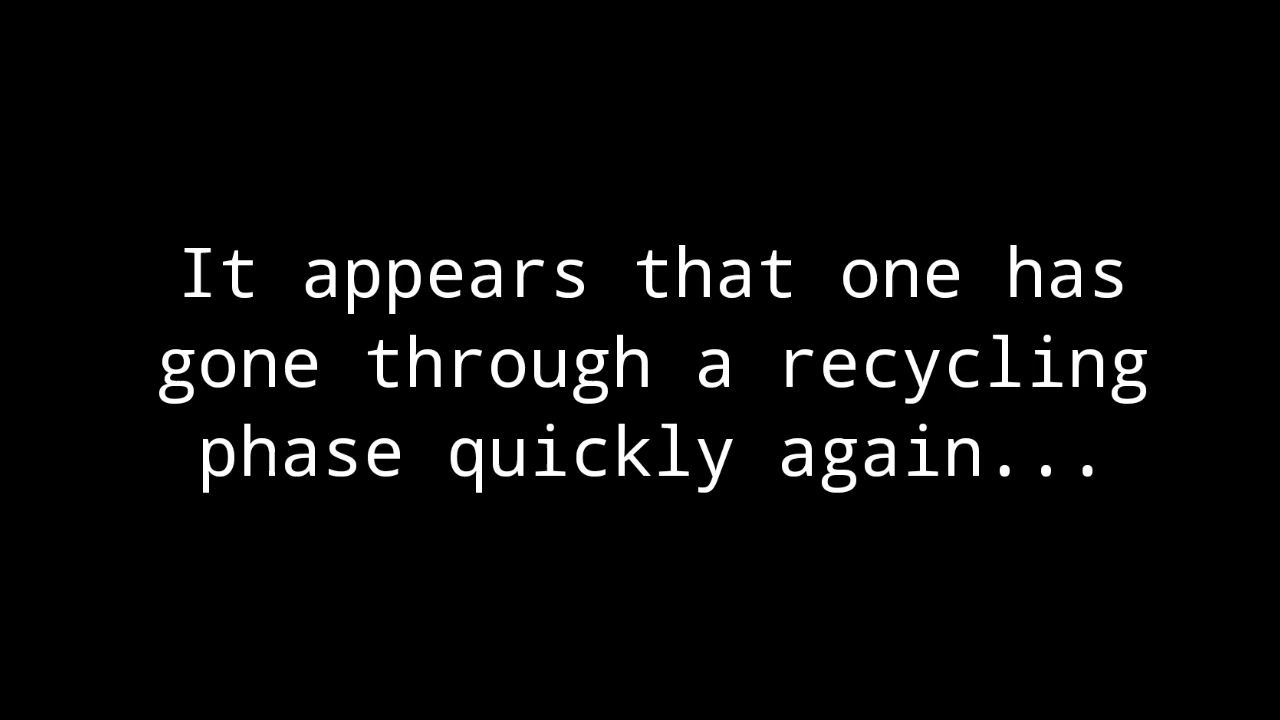 It appears that one has
gone through a recycling
phase quickly again...